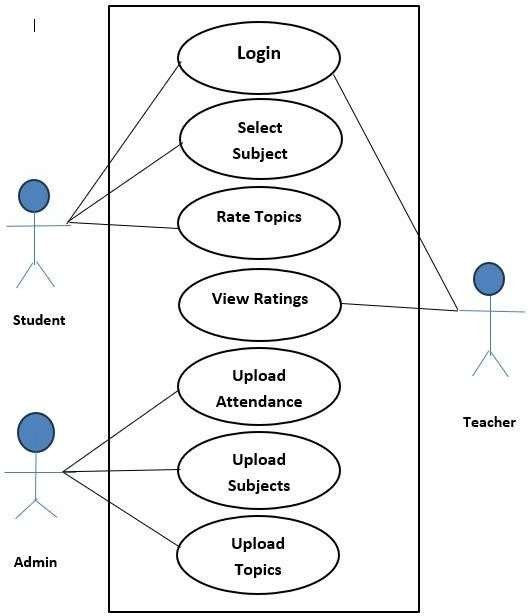 Login
Select
Subject
Rate Topics
View Ratings
Student
Upload
Attendance
Teacher
Upload
Subjects
Upload
Topics
Admin